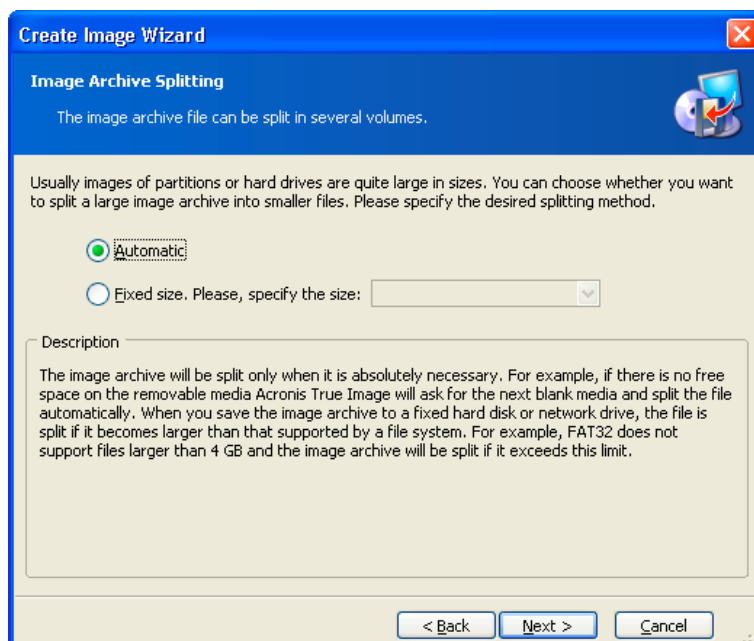 Create Image Wizard
Image Archive Splitting
The image archive file can be split in several volumes.
Usually images of partitions or hard drives are quite large in sizes. You can choose whether you want
to split a large image archive into smaller files. Please specify the desired splitting method.
Automatic
Fixed size. Please, specify the size:
Description
The image archive will be split only when it is absolutely necessary. For example, if there is no free
space on the removable media Acronis True Image will ask for the next blank media and split the file
automatically. When you save the image archive to a fixed hard disk or network drive, the file is
split if it becomes larger than that supported by a file system. For example, FAT32 does not
support files larger than 4 GB and the image archive will be split if it exceeds this limit.
< Back Next > Cancel